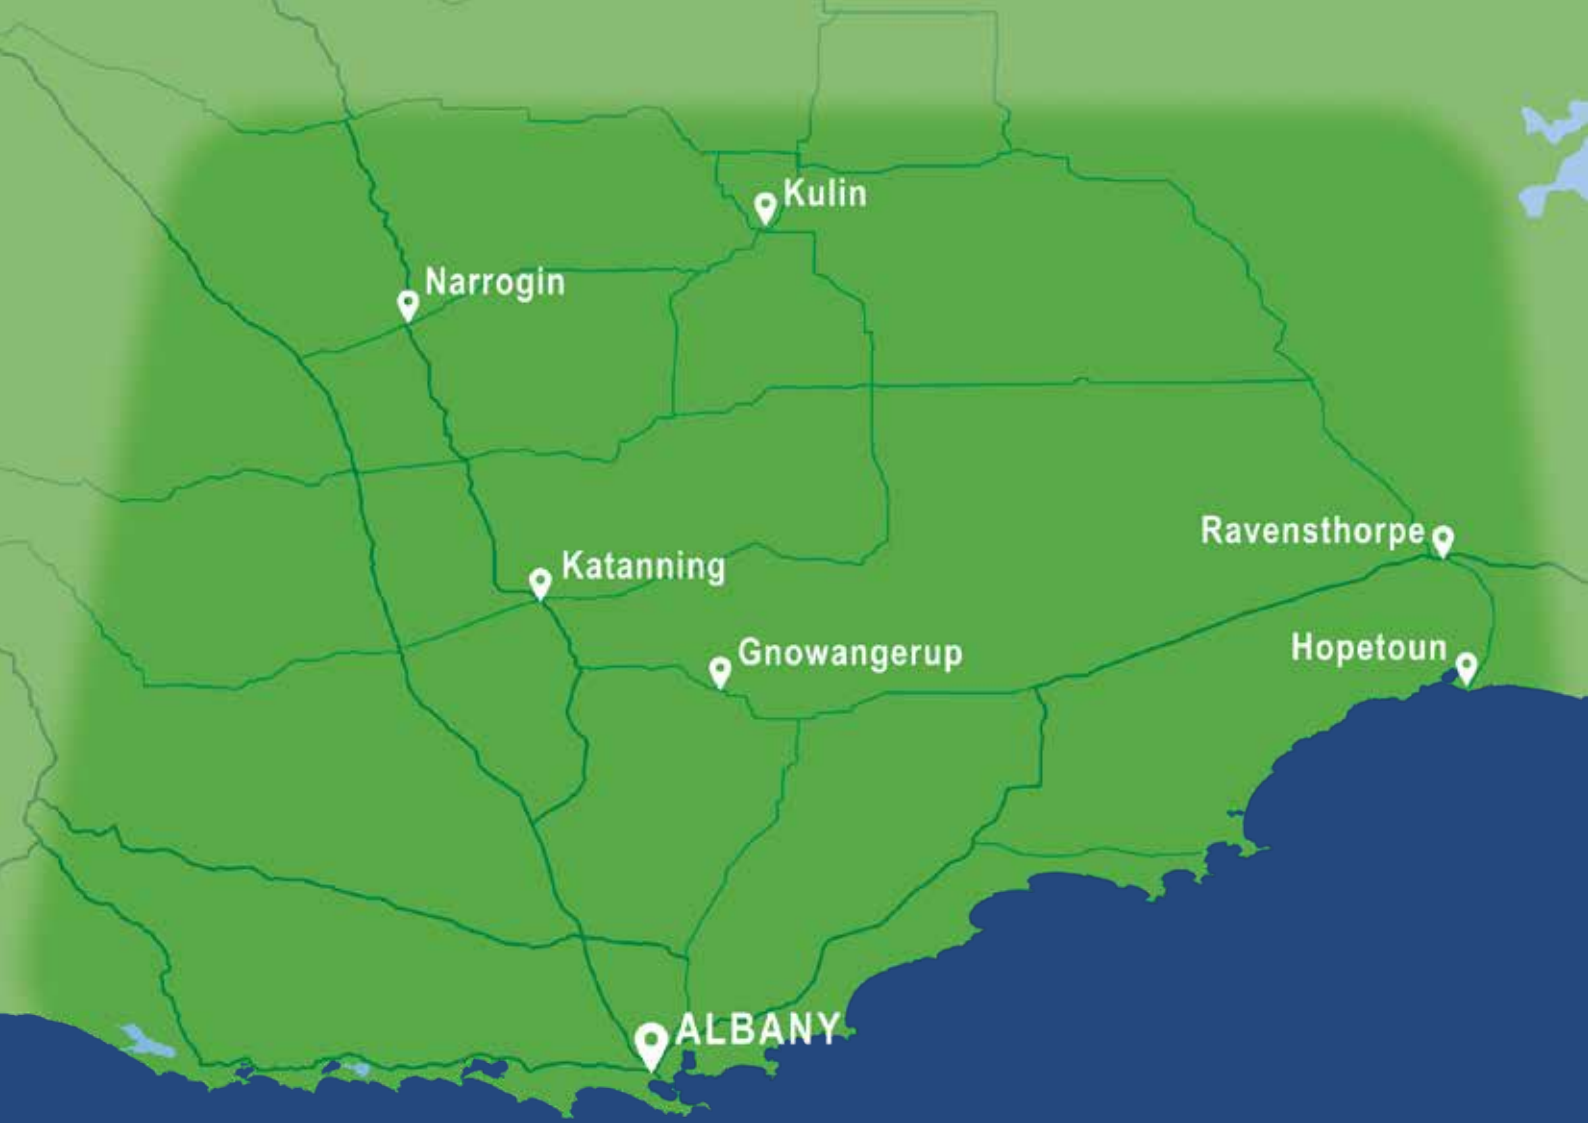 Kulin
Narrogin
Ravensthorpe
Katanning
Gnowangerup
Hopetoun
ALBANY